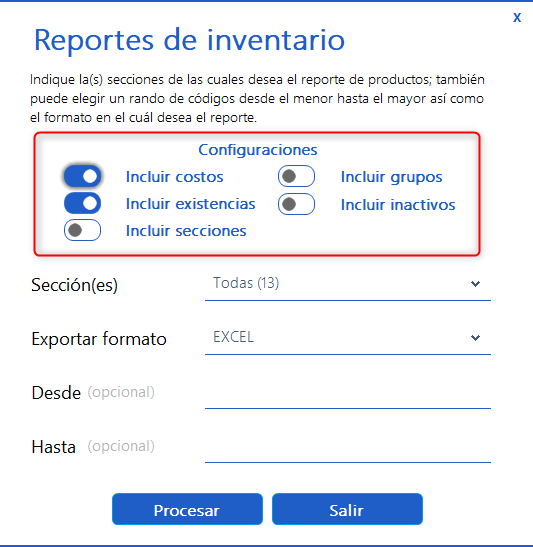 x
Reportes de inventario
Indique la(s) secciones de las cuales desea el reporte de productos; también
puede elegir un rando de códigos desde el menor hasta el mayor así como
el formato en el cuál desea el reporte.
Configuraciones
Incluir costos
Incluir grupos
Incluir existencias
Incluir inactivos
Incluir secciones
Sección(es)
Todas (13)
Exportar formato
EXCEL
Desde (opcional)
Hasta (opcional)
Procesar
Salir